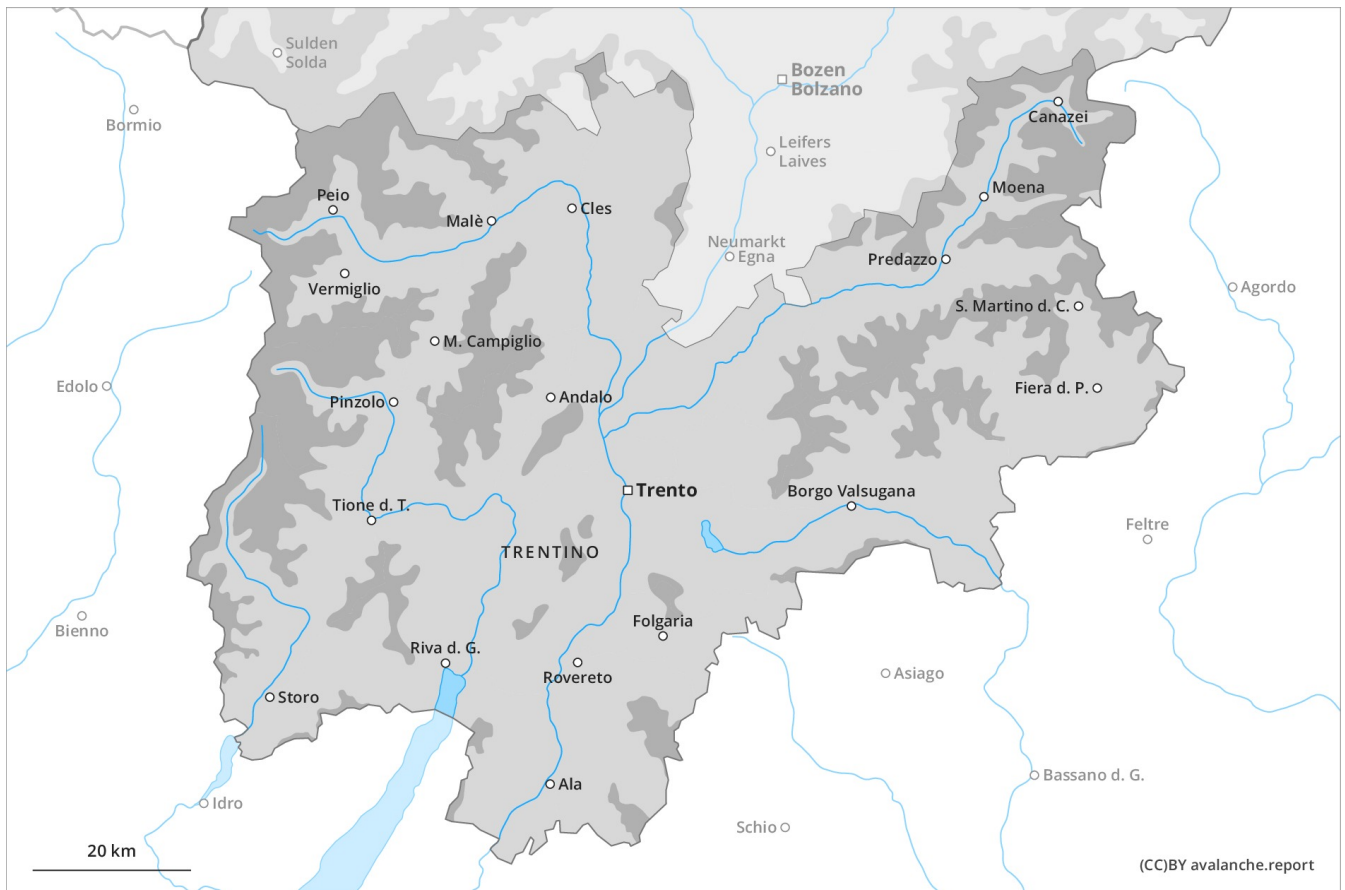 Sulden
Solda
Bozen
Bolzano
Bormio
Canazei
Leifers
Laives
Peio
Moena
Malè
Cles
Neumarkt
Egna
Predazzo
Vermiglio
Agordo
S. Martino d. C.
M. Campiglio
Edolo
Fiera d. P.
Pinzolo
Andalo
Trento
Borgo Valsugana
Tione d. T.
Feltre
TRENTINO
Bienno
Folgaria
Riva d. G.
Rovereto
Asiago
Storo
Bassano d. G.
Ala
Idro
Schio
20 km
(CC)BY avalanche.report